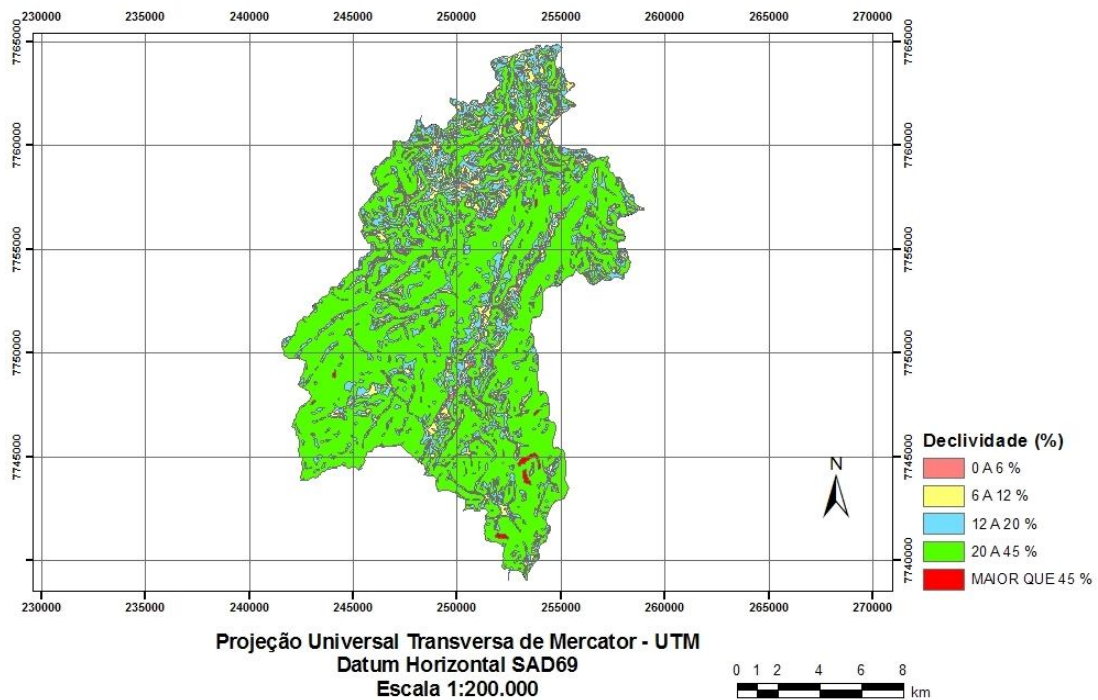 230000 235000 240000 245000 250000 255000 260000 265000 270000
7765000 7765000
7760000 7760000
7755000 7755000
7750000 7750000
7745000 7745000
7740000 7740000
230000 235000 240000 245000 250000 255000 260000 265000 270000
Declividade (%)
0 A 6 %
6 A 12 %
12 A 20 %
20 A 45 %
MAIOR QUE 45 %
N
Projeção Universal Transversa de Mercator - UTM
Datum Horizontal SAD69
Escala 1:200.000
0 1 2 4 6 8
km